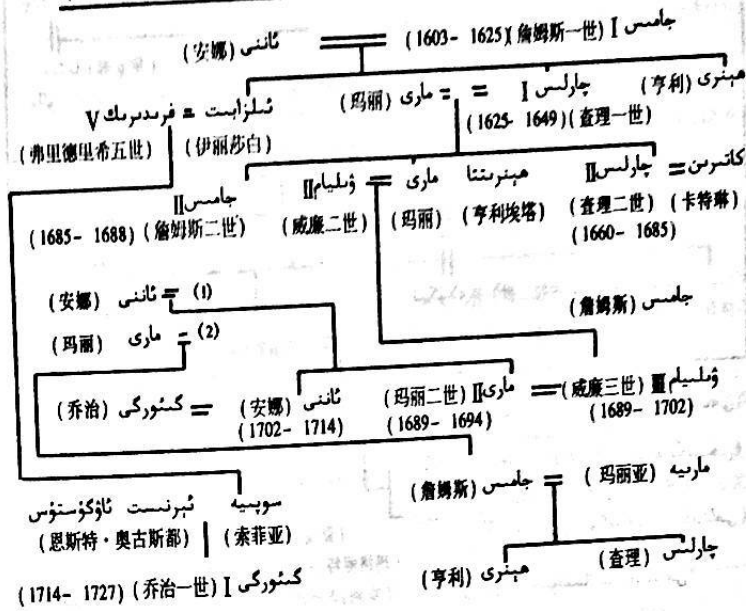 جامىس I (詹姆斯一世)(1603- 1625) ═ ئاننى (安娜)
ھېنرى (亨利) چارلىس I = = مارى (玛丽) ئىلزابىت = فرىدىرىك V
(查理一世)(1625- 1649)
(伊丽莎白) (弗里德里希五世)
كاتىرىن = چارلىس II ھېنرىتتا مارى = ۋىليام II جامىس II
(卡特琳) (查理二世) (亨利埃塔) (玛丽) (威廉二世) (詹姆斯二世) (1685- 1688)
(1660- 1685)
(1) = ئاننى (安娜)
جامىس (詹姆斯)
(2) = مارى (玛丽)
ۋىليام III (威廉三世) = مارى II (玛丽二世) ئاننى (安娜) = گىئورگى (乔治)
(1689- 1702) (1689- 1694) (1702- 1714)
مارىيە (玛丽亚) = جامىس (詹姆斯)
سوپىيە ئېرنىست ئاۋگۇستۇس
(索菲亚) (恩斯特·奥古斯都)
چارلىس (查理) ھېنرى (亨利)
گىئورگى I (乔治一世) (1714- 1727)